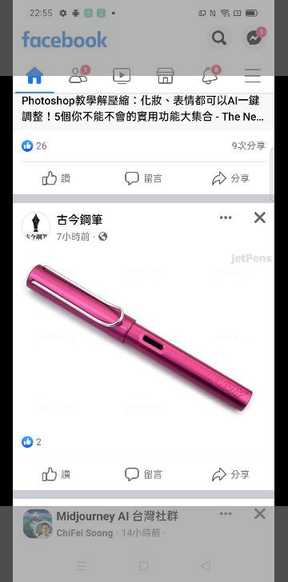 22:55
facebook
1
1
8
Photoshop教學解壓縮：化妝、表情都可以AI一鍵
調整！5個你不能不會的實用功能大集合 - The Ne...
26
9次分享
讚
留言
分享
古今鋼筆
古今鋼筆
7小時前 ·
jetPens
2
讚
留言
分享
Midjourney AI 台灣社群
ChiFei Soong · 14小時前 ·